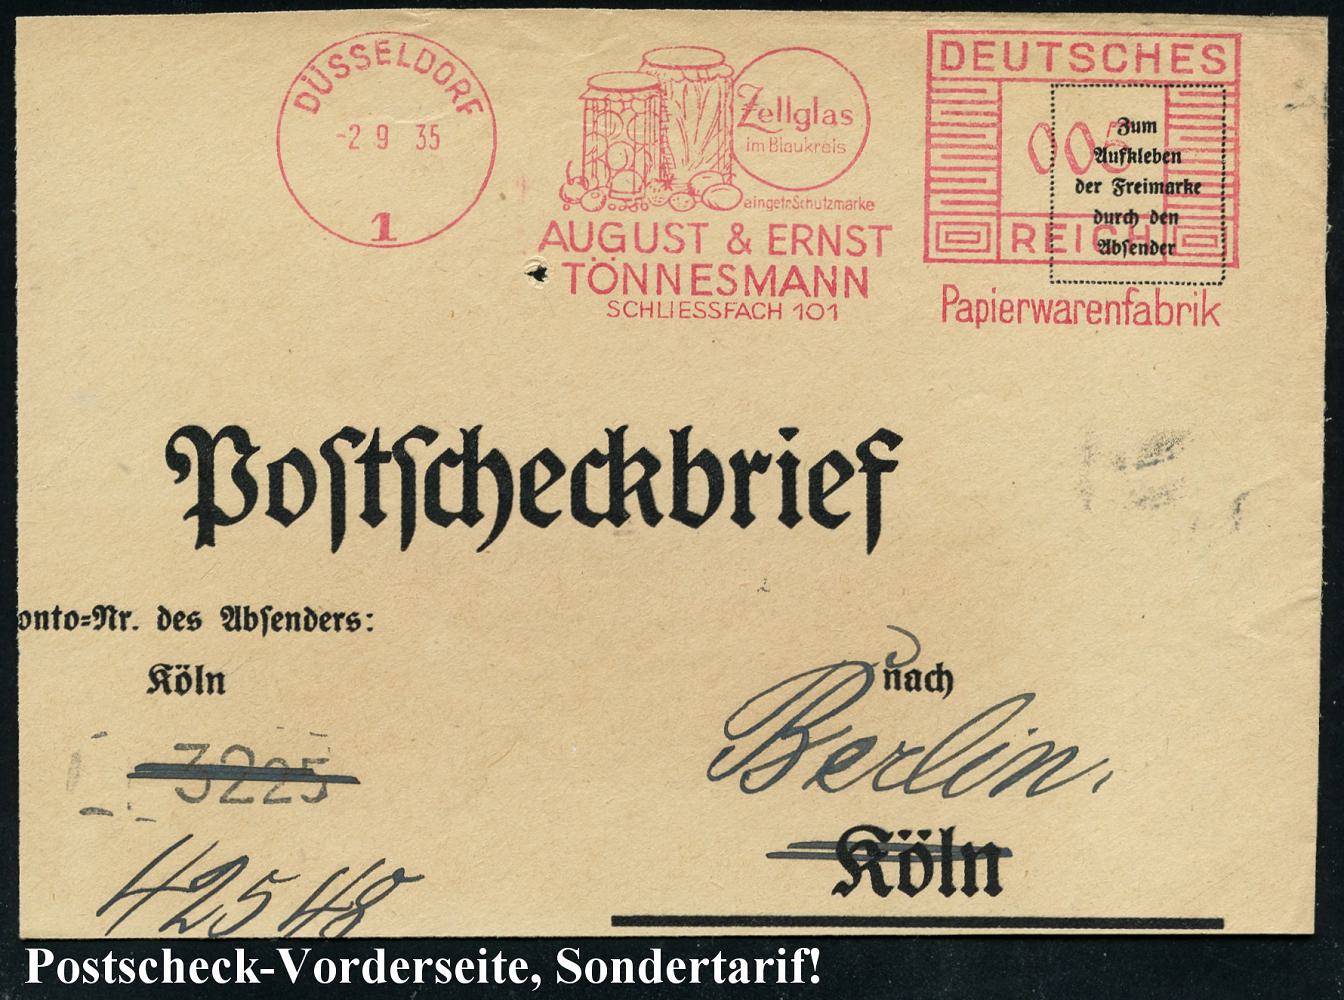 DÜSSELDORF
-2 9 35
1
Zellglas
im Blaukreis
eingetr. Schutzmarke
AUGUST & ERNST
TÖNNESMANN
SCHLIESSFACH 101
DEUTSCHES
005
REICH
Papierwarenfabrik
Zum
Aufkleben
der Freimarke
durch den
Absender
Postscheckbrief
onto-Nr. des Absenders:
Köln
3225
42548
nach
Berlin.
Köln
Postscheck-Vorderseite, Sondertarif!